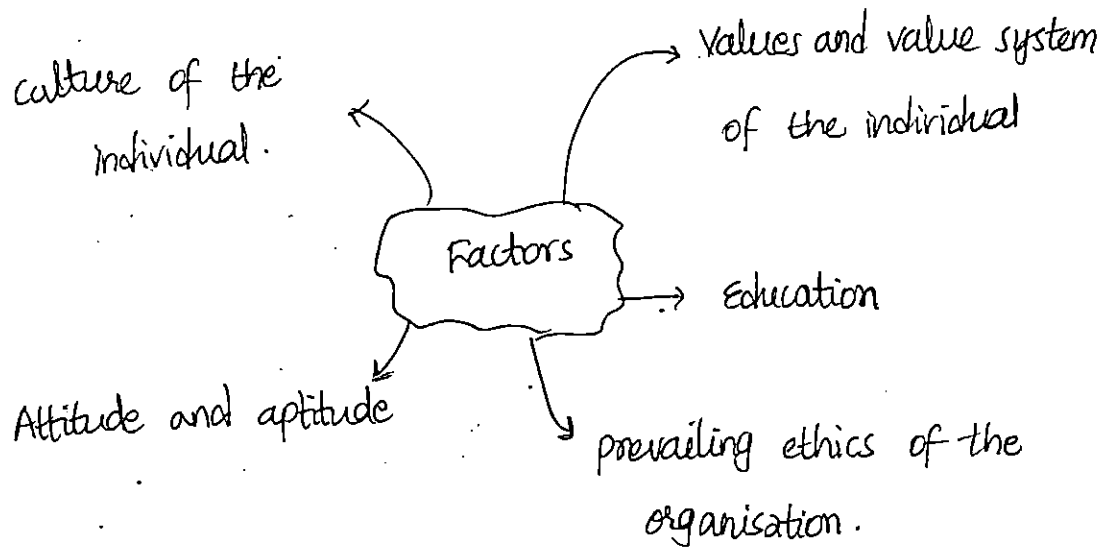 Values and value system
of the individual
culture of the
individual.
Factors
Education
Attitude and aptitude
prevailing ethics of the
organisation.